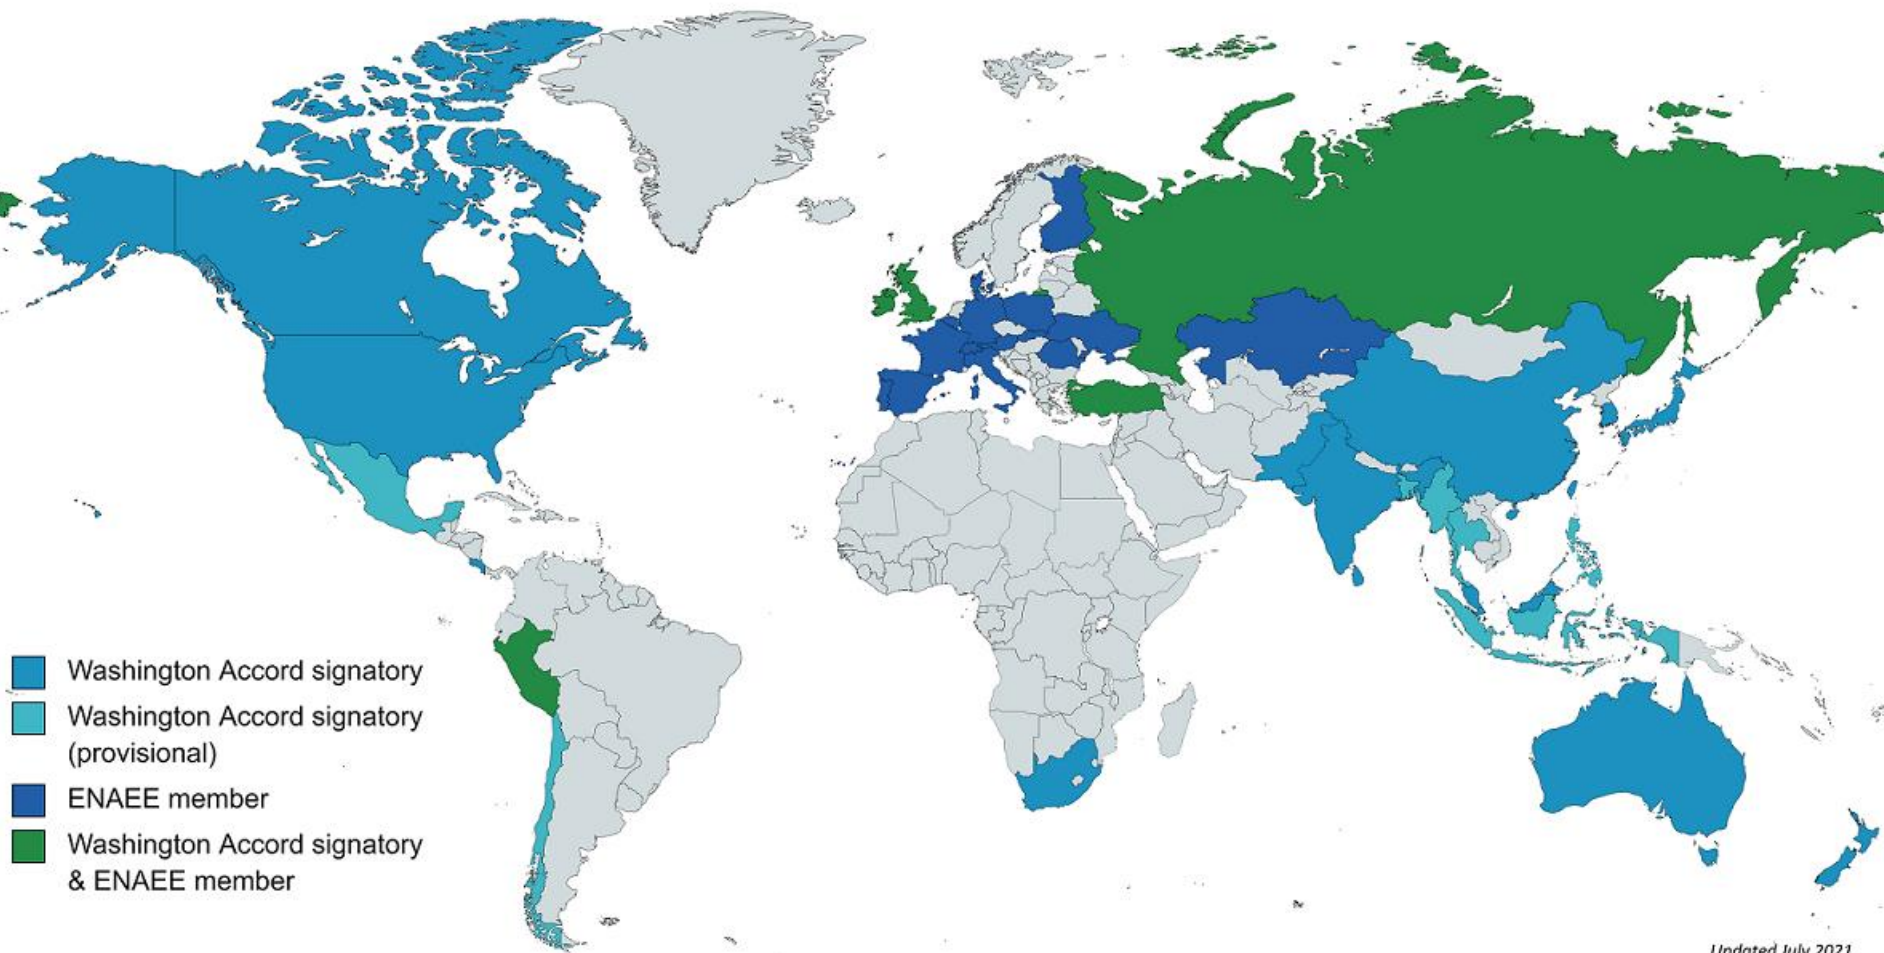 Washington Accord signatory
Washington Accord signatory
(provisional)
ENAEE member
Washington Accord signatory
& ENAEE member
Updated July 2021